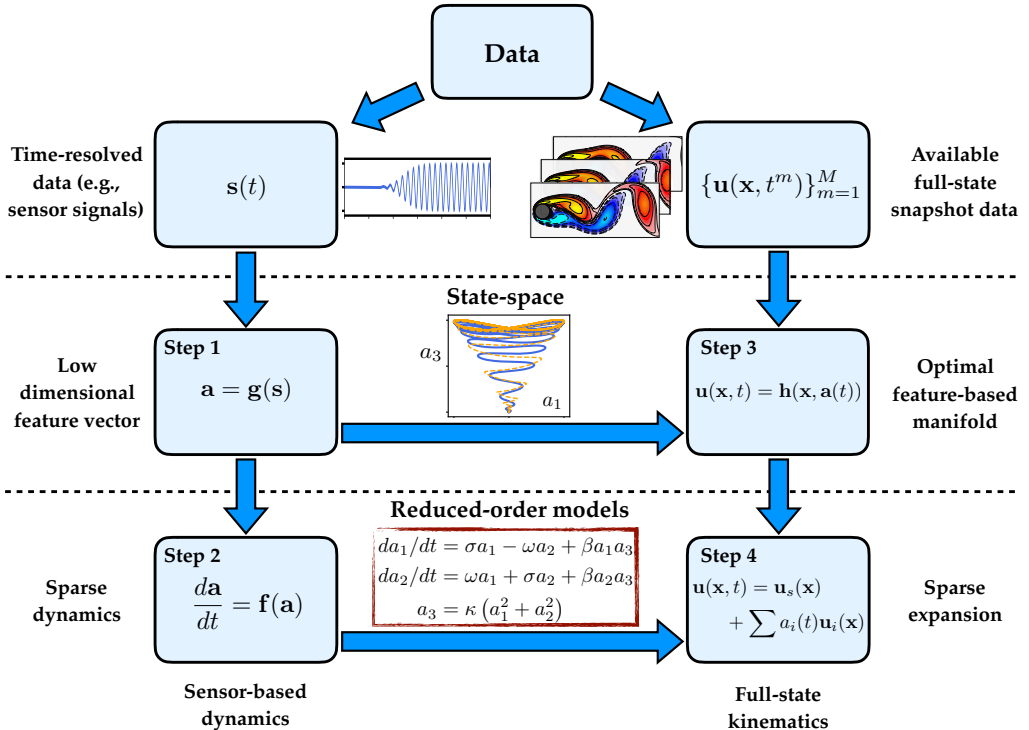 Data
Time-resolved
data (e.g.,
sensor signals)
s(t)
{u(x, t^m)}_{m=1}^M
Available
full-state
snapshot data
State-space
a_3
a_1
Low
dimensional
feature vector
Step 1
a = g(s)
Step 3
u(x, t) = h(x, a(t))
Optimal
feature-based
manifold
Reduced-order models
da_1/dt = σa_1 − ωa_2 + βa_1a_3
da_2/dt = ωa_1 + σa_2 + βa_2a_3
a_3 = κ (a_1^2 + a_2^2)
Sparse
dynamics
Step 2
da/dt = f(a)
Step 4
u(x, t) = u_s(x)
+ ∑ a_i(t)u_i(x)
Sparse
expansion
Sensor-based
dynamics
Full-state
kinematics